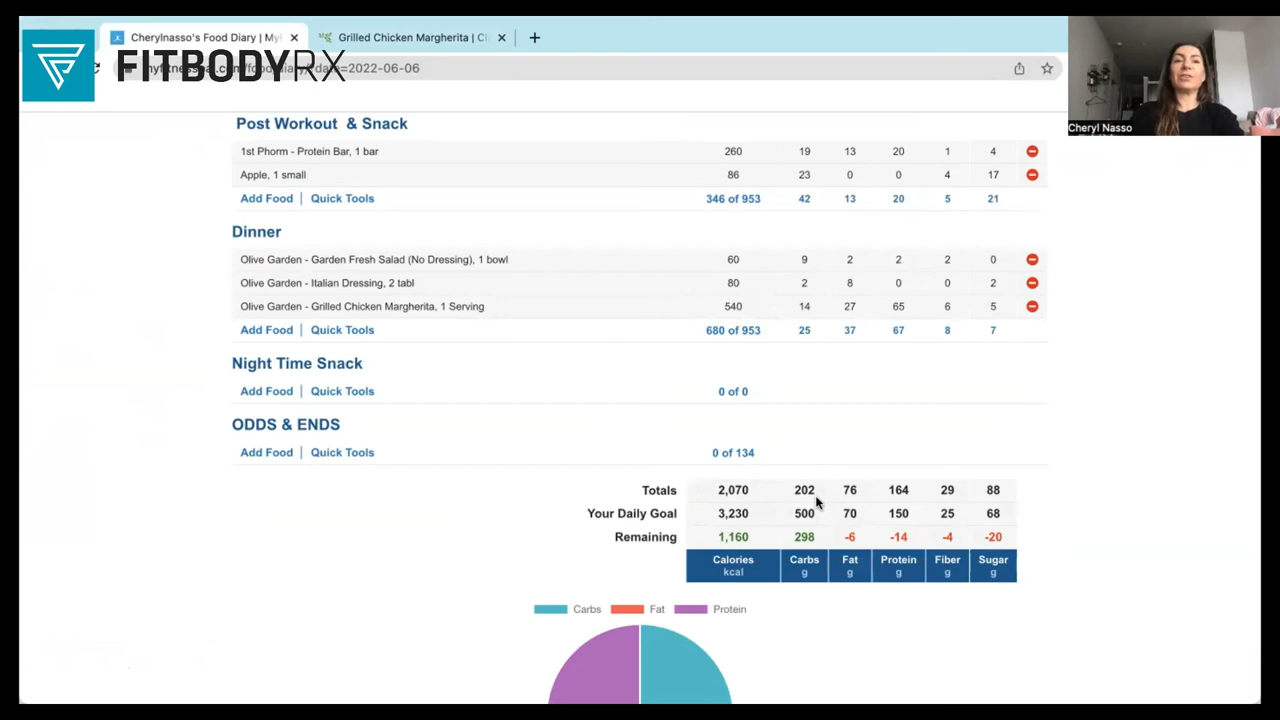 Cherylnasso's Food Diary | My
Grilled Chicken Margherita | Cl
FITBODYRX
date=2022-06-06
Cheryl Nasso
Post Workout & Snack
1st Phorm - Protein Bar, 1 bar 260 19 13 20 1 4
Apple, 1 small 86 23 0 0 4 17
Add Food | Quick Tools 346 of 953 42 13 20 5 21
Dinner
Olive Garden - Garden Fresh Salad (No Dressing), 1 bowl 60 9 2 2 2 0
Olive Garden - Italian Dressing, 2 tabl 80 2 8 0 0 2
Olive Garden - Grilled Chicken Margherita, 1 Serving 540 14 27 65 6 5
Add Food | Quick Tools 680 of 953 25 37 67 8 7
Night Time Snack
Add Food | Quick Tools 0 of 0
ODDS & ENDS
Add Food | Quick Tools 0 of 134
Totals 2,070 202 76 164 29 88
Your Daily Goal 3,230 500 70 150 25 68
Remaining 1,160 298 -6 -14 -4 -20
Calories Carbs Fat Protein Fiber Sugar
kcal g g g g g
Carbs Fat Protein